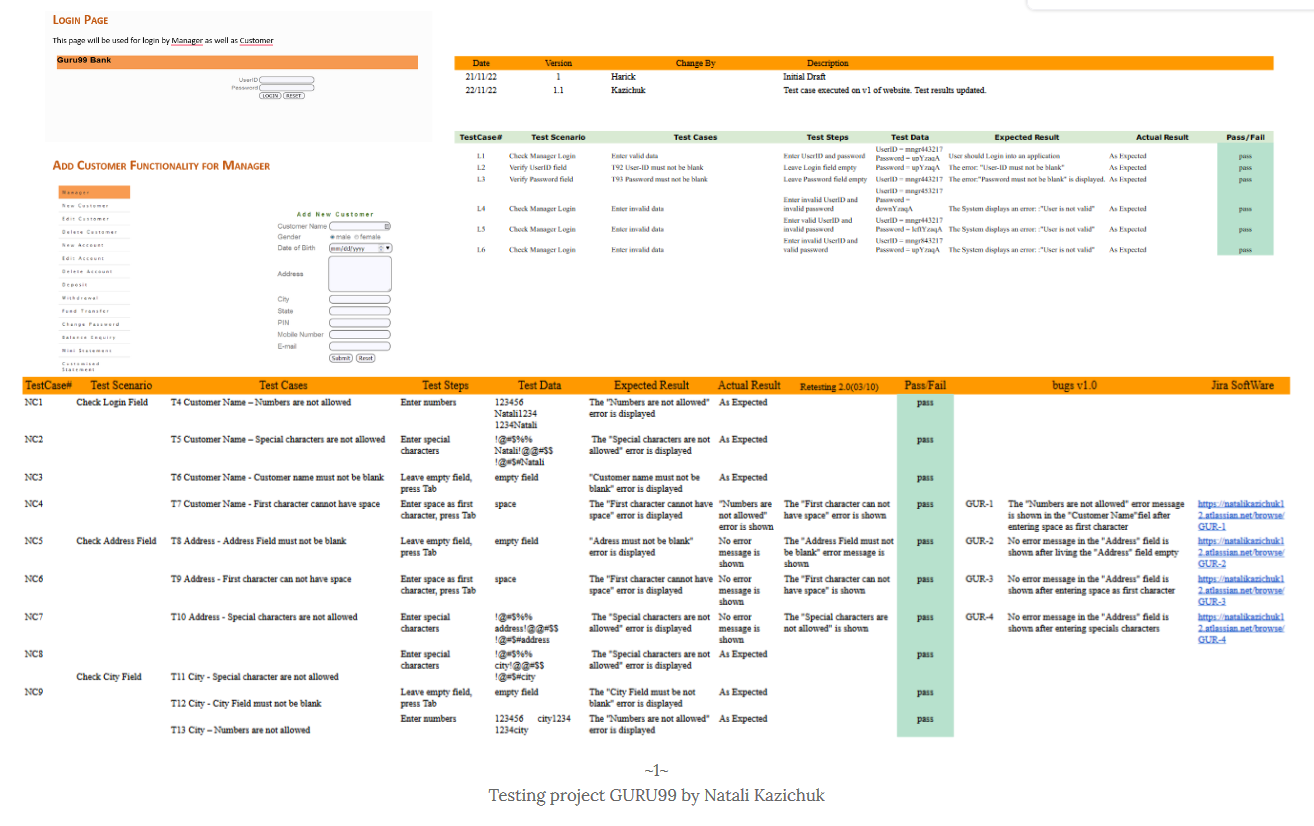 LOGIN PAGE
This page will be used for login by Manager as well as Customer
Guru99 Bank
UserID
Password
LOGIN RESET
ADD CUSTOMER FUNCTIONALITY FOR MANAGER
Manager
New Customer
Edit Customer
Delete Customer
New Account
Edit Account
Delete Account
Deposit
Withdrawal
Fund Transfer
Change Password
Balance Enquiry
Mini Statement
Customised
Statement
Add New Customer
Customer Name
Gender male female
Date of Birth mm/dd/yyyy
Address
City
State
PIN
Mobile Number
E-mail
Submit Reset
Date Version Change By Description
21/11/22 1 Harick Initial Draft
22/11/22 1.1 Kazichuk Test case executed on v1 of website. Test results updated.
TestCase# Test Scenario Test Cases Test Steps Test Data Expected Result Actual Result Pass/Fail
UserID = mngr443217
L1 Check Manager Login Enter valid data Enter UserID and password Password = upYzaqA User should Login into an application As Expected pass
L2 Verify UserID field T92 User-ID must not be blank Leave Login field empty UserID = mngr443217 The error: "User-ID must not be blank" As Expected pass
L3 Verify Password field T93 Password must not be blank Leave Password field empty UserID = mngr443217 The error:"Password must not be blank" is displayed. As Expected pass
UserID = mngr453217
Enter invalid UserID and Password =
L4 Check Manager Login Enter invalid data invalid password downYzaqA The System displays an error: :"User is not valid" As Expected pass
Enter valid UserID and UserID = mngr443217
L5 Check Manager Login Enter invalid data invalid password Password = leftYzaqA The System displays an error: :"User is not valid" As Expected pass
Enter invalid UserID and UserID = mngr843217
L6 Check Manager Login Enter invalid data valid password Password = upYzaqA The System displays an error: :"User is not valid" As Expected pass
TestCase# Test Scenario Test Cases Test Steps Test Data Expected Result Actual Result Retesting 2.0(03/10) Pass/Fail bugs v1.0 Jira SoftWare
NC1 Check Login Field T4 Customer Name – Numbers are not allowed Enter numbers 123456 The "Numbers are not allowed" As Expected pass
Natali1234 error is displayed
1234Natali
NC2 T5 Customer Name – Special characters are not allowed Enter special !@#$%% The "Special characters are not As Expected pass
characters Natali!@@#$$ allowed" error is displayed
!@#$#Natali
NC3 T6 Customer Name - Customer name must not be blank Leave empty field, empty field "Customer name must not be As Expected pass
press Tab blank" error is displayed
NC4 T7 Customer Name - First character cannot have space Enter space as first space The "First character cannot have "Numbers are The "First character can not pass GUR-1 The "Numbers are not allowed" error message https://natalikazichuk1
character, press Tab space" error is displayed not allowed" have space" error is shown is shown in the "Customer Name"fiel after 2.atlassian.net/browse/
error is shown entering space as first character GUR-1
NC5 Check Address Field T8 Address - Address Field must not be blank Leave empty field, empty field "Adress must not be blank" No error The "Address Field must not pass GUR-2 No error message in the "Address" field is https://natalikazichuk1
press Tab error is displayed message is be blank" error message is shown after living the "Address" field empty 2.atlassian.net/browse/
shown shown GUR-2
NC6 T9 Address - First character can not have space Enter space as first space The "First character cannot have No error The "First character can not pass GUR-3 No error message in the "Address" field is https://natalikazichuk1
character, press Tab space" error is displayed message is have space" is shown shown after entering space as first character 2.atlassian.net/browse/
shown GUR-3
NC7 T10 Address - Special characters are not allowed Enter special !@#$%% The "Special characters are not No error The "Special characters are pass GUR-4 No error message in the "Address" field is https://natalikazichuk1
characters address!@@#$$ allowed" error is displayed message is not allowed" is shown shown after entering specials characters 2.atlassian.net/browse/
!@#$#address shown GUR-4
NC8 Enter special !@#$%% The "Special characters are not As Expected pass
characters city!@@#$$ allowed" error is displayed
Check City Field T11 City - Special character are not allowed !@#$#city
NC9 Leave empty field, empty field The "City Field must be not As Expected pass
T12 City - City Field must not be blank press Tab blank" error is displayed
Enter numbers 123456 city1234 The "Numbers are not allowed" As Expected pass
T13 City – Numbers are not allowed 1234city error is displayed
~1~
Testing project GURU99 by Natali Kazichuk